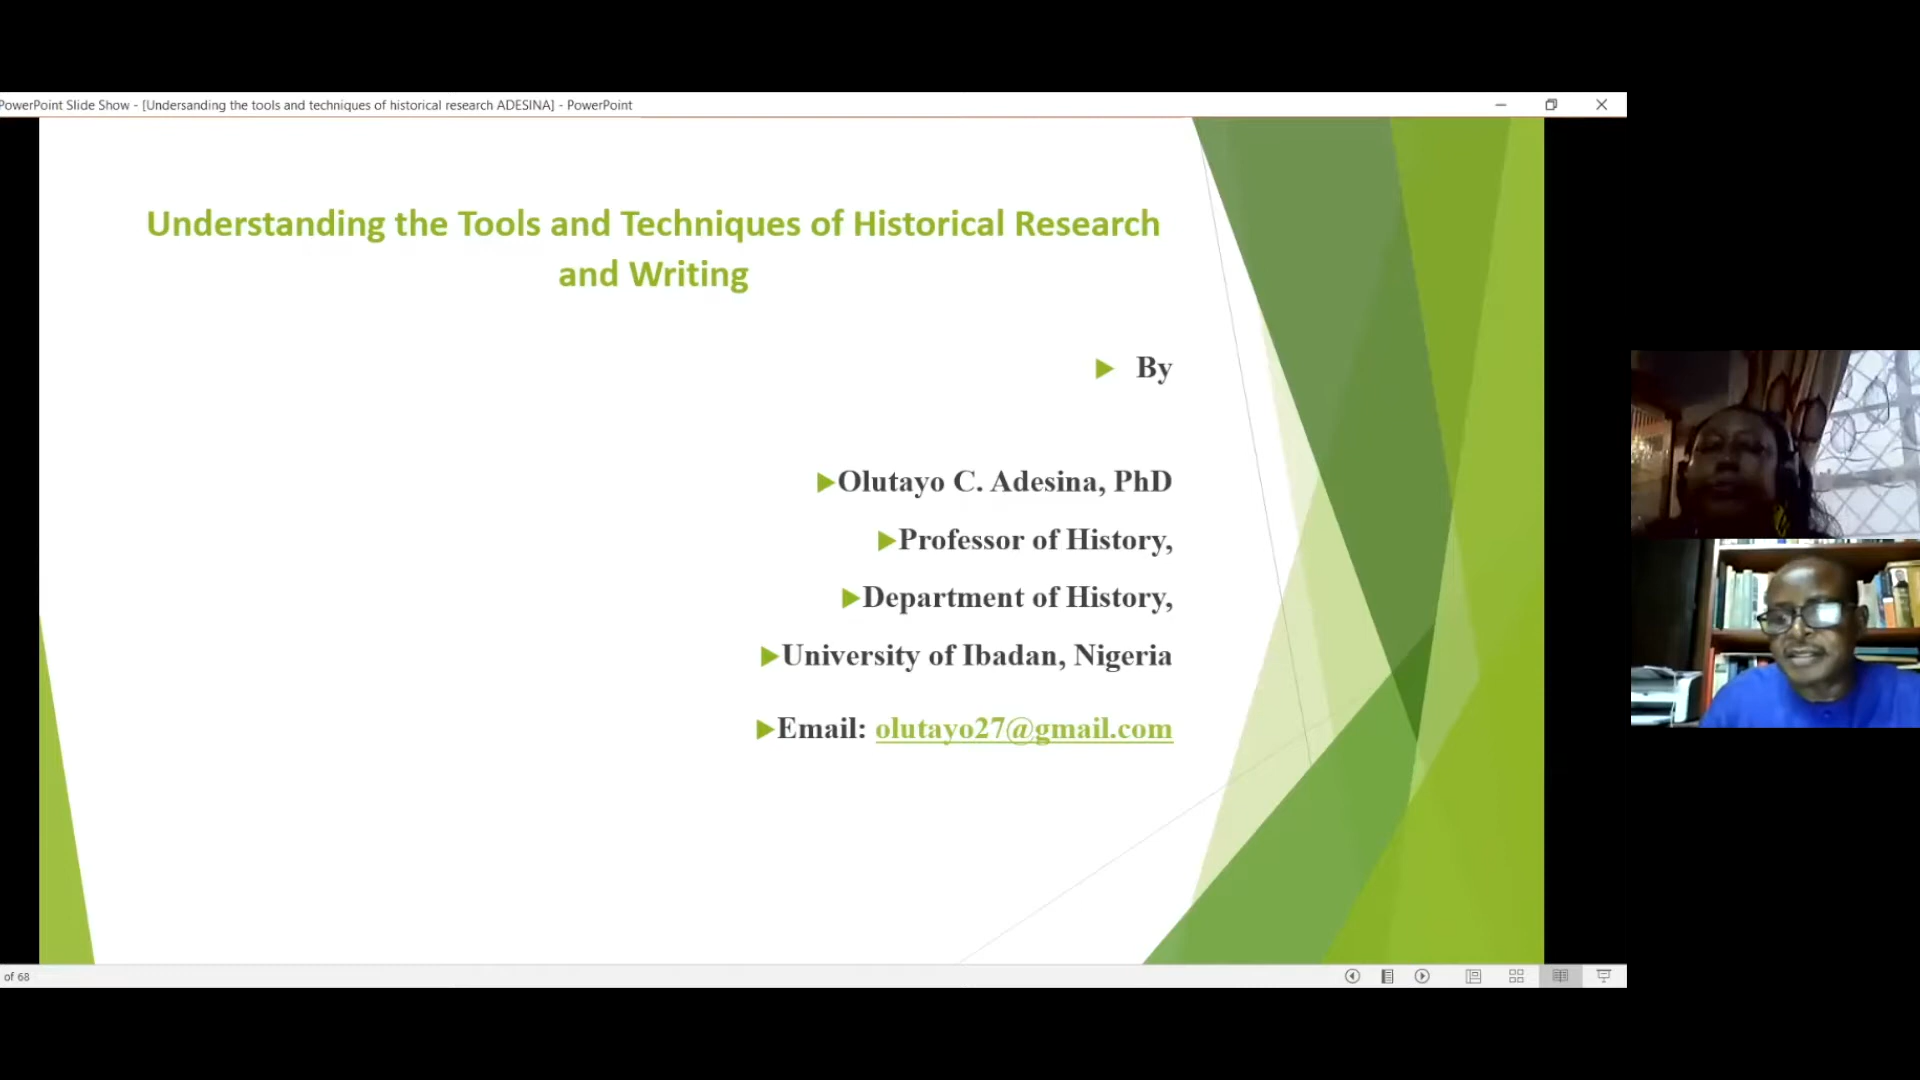 PowerPoint Slide Show - [Undersanding the tools and techniques of historical research ADESINA] - PowerPoint
Understanding the Tools and Techniques of Historical Research
and Writing
By
Olutayo C. Adesina, PhD
Professor of History,
Department of History,
University of Ibadan, Nigeria
Email: olutayo27@gmail.com
of 68